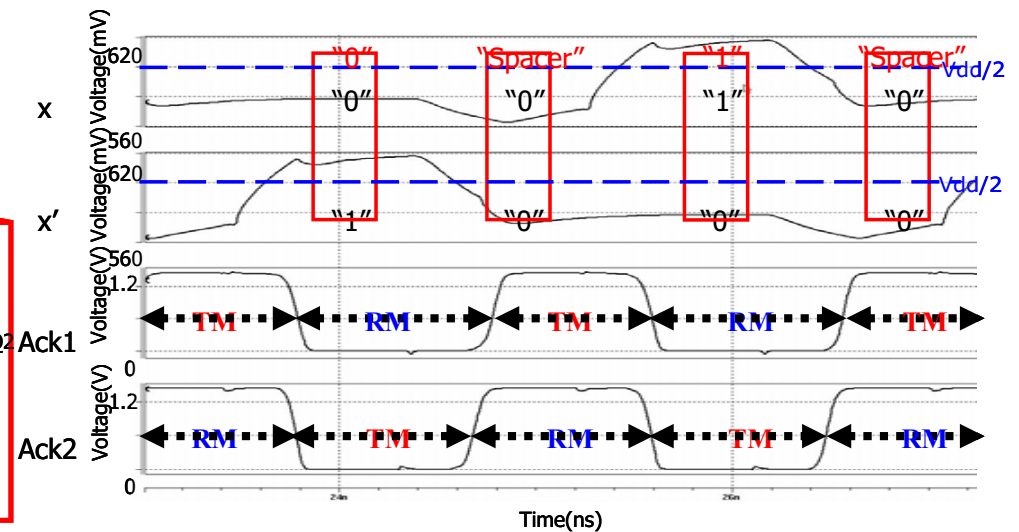 Voltage(mV)
620
"0"
"Spacer"
"1"
"Spacer"
Vdd/2
x
"0"
"0"
"1"
"0"
560
Voltage(mV)
620
Vdd/2
x’
"1"
"0"
"0"
"0"
560
Voltage(V)
1.2
TM
RM
TM
RM
TM
2
Ack1
0
Voltage(V)
1.2
RM
TM
RM
TM
RM
Ack2
0
24n
26n
Time(ns)